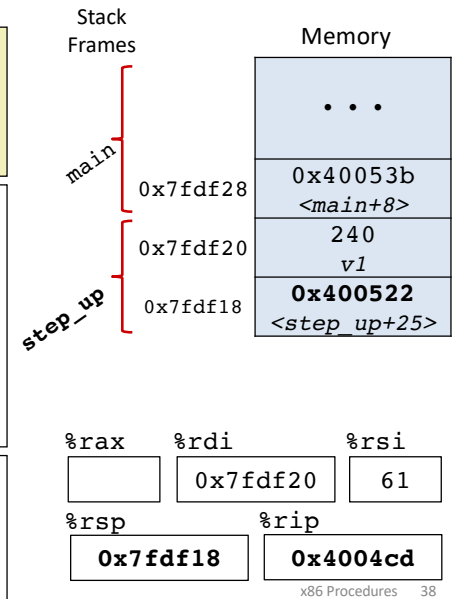 Stack
Frames
Memory
• • •
main
0x7fdf28
0x40053b
<main+8>
0x7fdf20
240
v1
step_up
0x7fdf18
0x400522
<step_up+25>
%rax
%rdi
%rsi
0x7fdf20
61
%rsp
%rip
0x7fdf18
0x4004cd
x86 Procedures 38